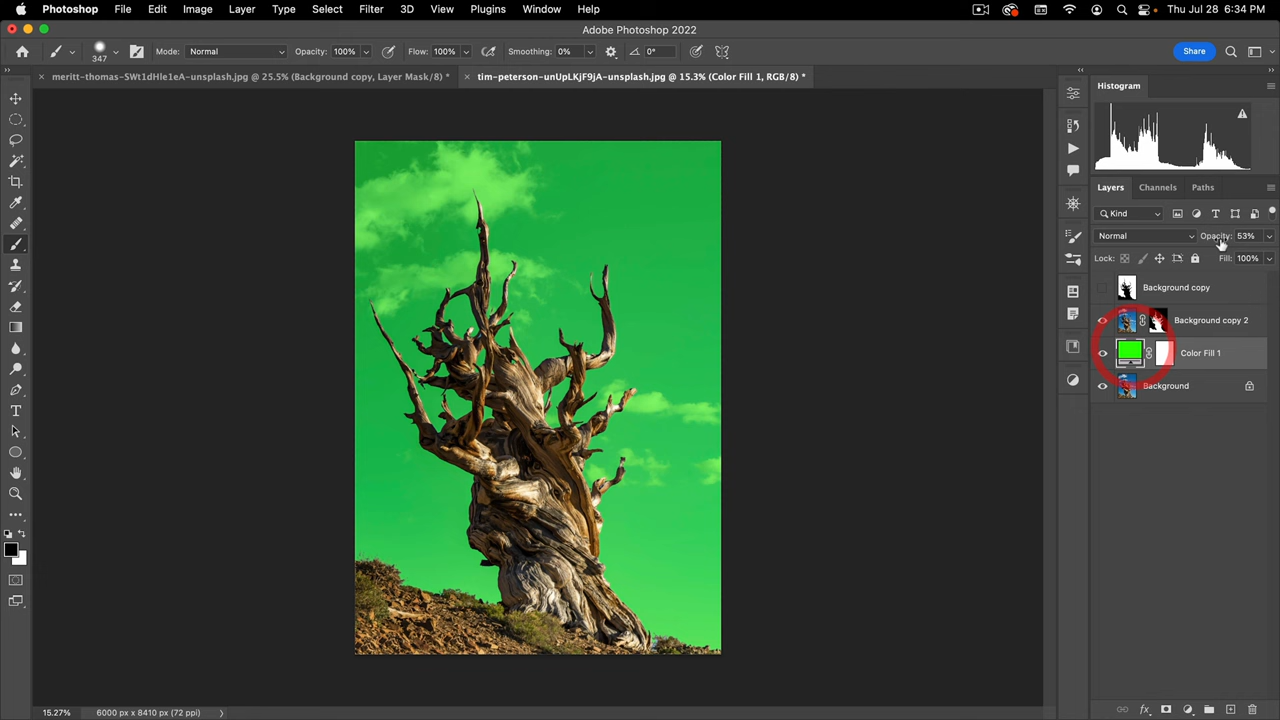 Photoshop File Edit Image Layer Type Select Filter 3D View Plugins Window Help Thu Jul 28 6:34 PM
Adobe Photoshop 2022
347 Mode: Normal Opacity: 100% Flow: 100% Smoothing: 0% 0° Share
× meritt-thomas-SWt1dHle1eA-unsplash.jpg @ 25.5% (Background copy, Layer Mask/8) * × tim-peterson-unUpLKjF9jA-unsplash.jpg @ 15.3% (Color Fill 1, RGB/8) *
Histogram
Layers Channels Paths
Kind
Normal Opacity: 53%
Lock: Fill: 100%
Background copy
Background copy 2
Color Fill 1
Background
15.27% 6000 px x 8410 px (72 ppi)